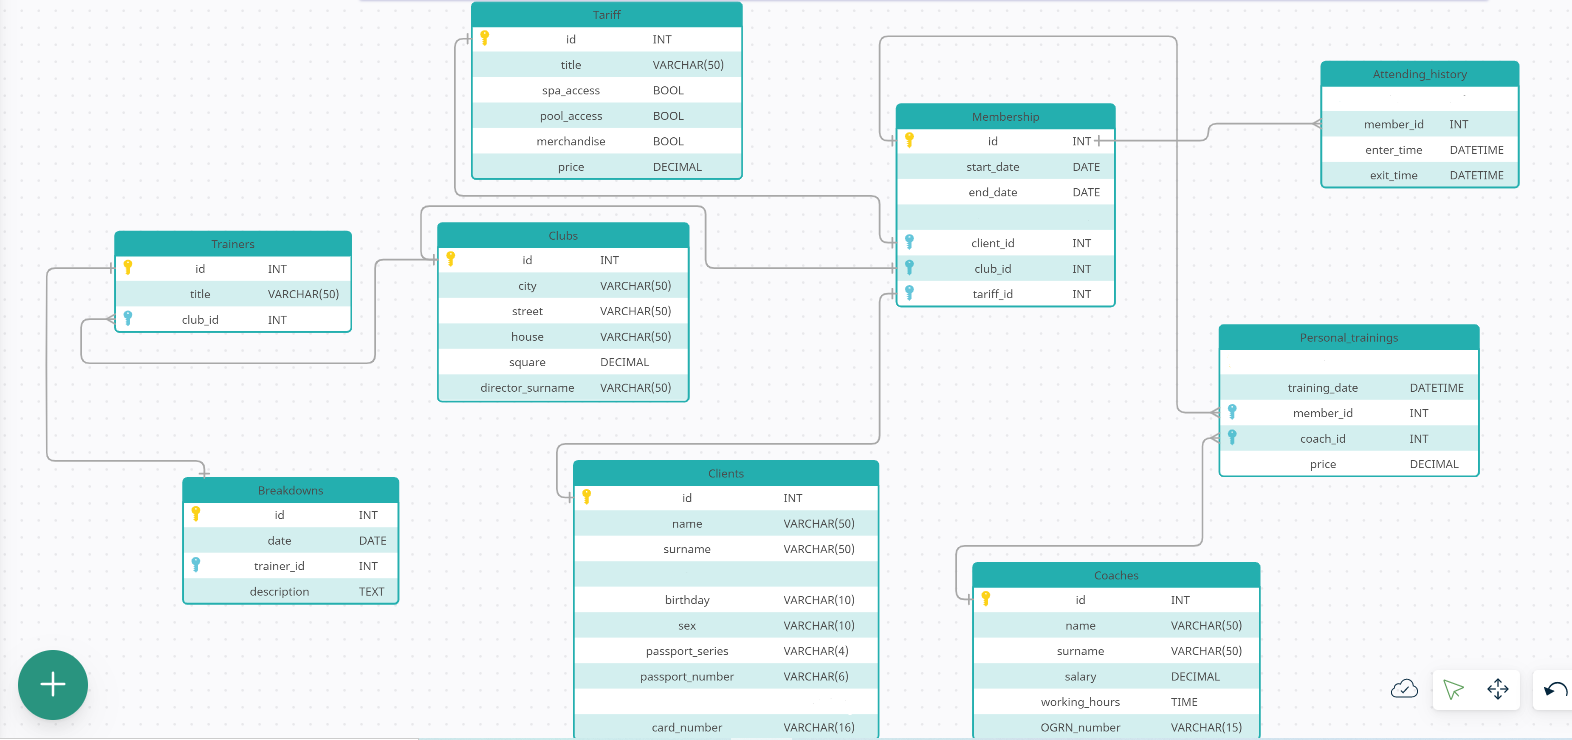 Tariff
id INT
title VARCHAR(50)
spa_access BOOL
pool_access BOOL
merchandise BOOL
price DECIMAL
Membership
id INT
start_date DATE
end_date DATE
client_id INT
club_id INT
tariff_id INT
Attending_history
member_id INT
enter_time DATETIME
exit_time DATETIME
Trainers
id INT
title VARCHAR(50)
club_id INT
Clubs
id INT
city VARCHAR(50)
street VARCHAR(50)
house VARCHAR(50)
square DECIMAL
director_surname VARCHAR(50)
Personal_trainings
training_date DATETIME
member_id INT
coach_id INT
price DECIMAL
Breakdowns
id INT
date DATE
trainer_id INT
description TEXT
Clients
id INT
name VARCHAR(50)
surname VARCHAR(50)
birthday VARCHAR(10)
sex VARCHAR(10)
passport_series VARCHAR(4)
passport_number VARCHAR(6)
card_number VARCHAR(16)
Coaches
id INT
name VARCHAR(50)
surname VARCHAR(50)
salary DECIMAL
working_hours TIME
OGRN_number VARCHAR(15)